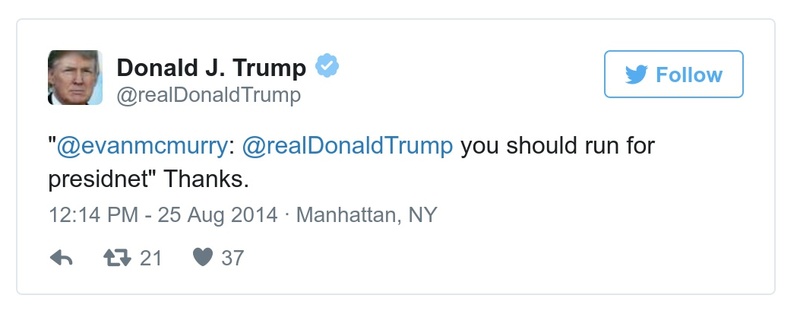 Donald J. Trump
@realDonaldTrump
Follow
"@evanmcmurry: @realDonaldTrump you should run for
presidnet" Thanks.
12:14 PM - 25 Aug 2014 · Manhattan, NY
21 37